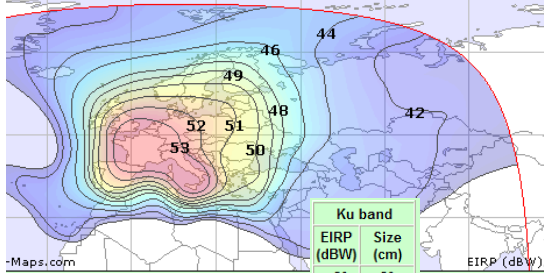 44
46
49
48
42
52
51
53
50
Ku band
EIRP (dBW)
Size (cm)
-Maps.com
EIRP (dBW)